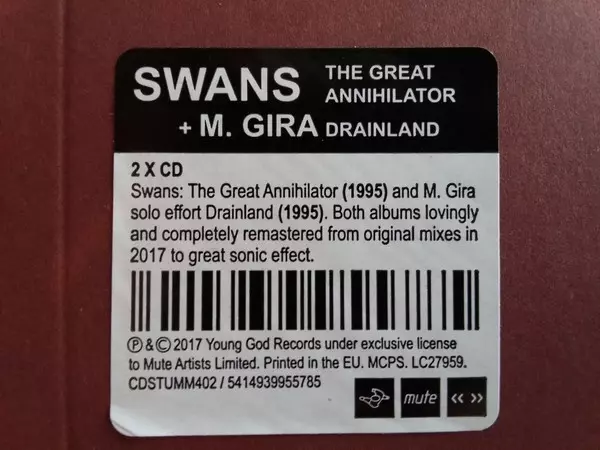 SWANS THE GREAT ANNIHILATOR
+ M. GIRA DRAINLAND
2 X CD
Swans: The Great Annihilator (1995) and M. Gira
solo effort Drainland (1995). Both albums lovingly
and completely remastered from original mixes in
2017 to great sonic effect.
℗ & © 2017 Young God Records under exclusive license
to Mute Artists Limited. Printed in the EU. MCPS. LC27959.
CDSTUMM402 / 5414939955785
mute
<< >>